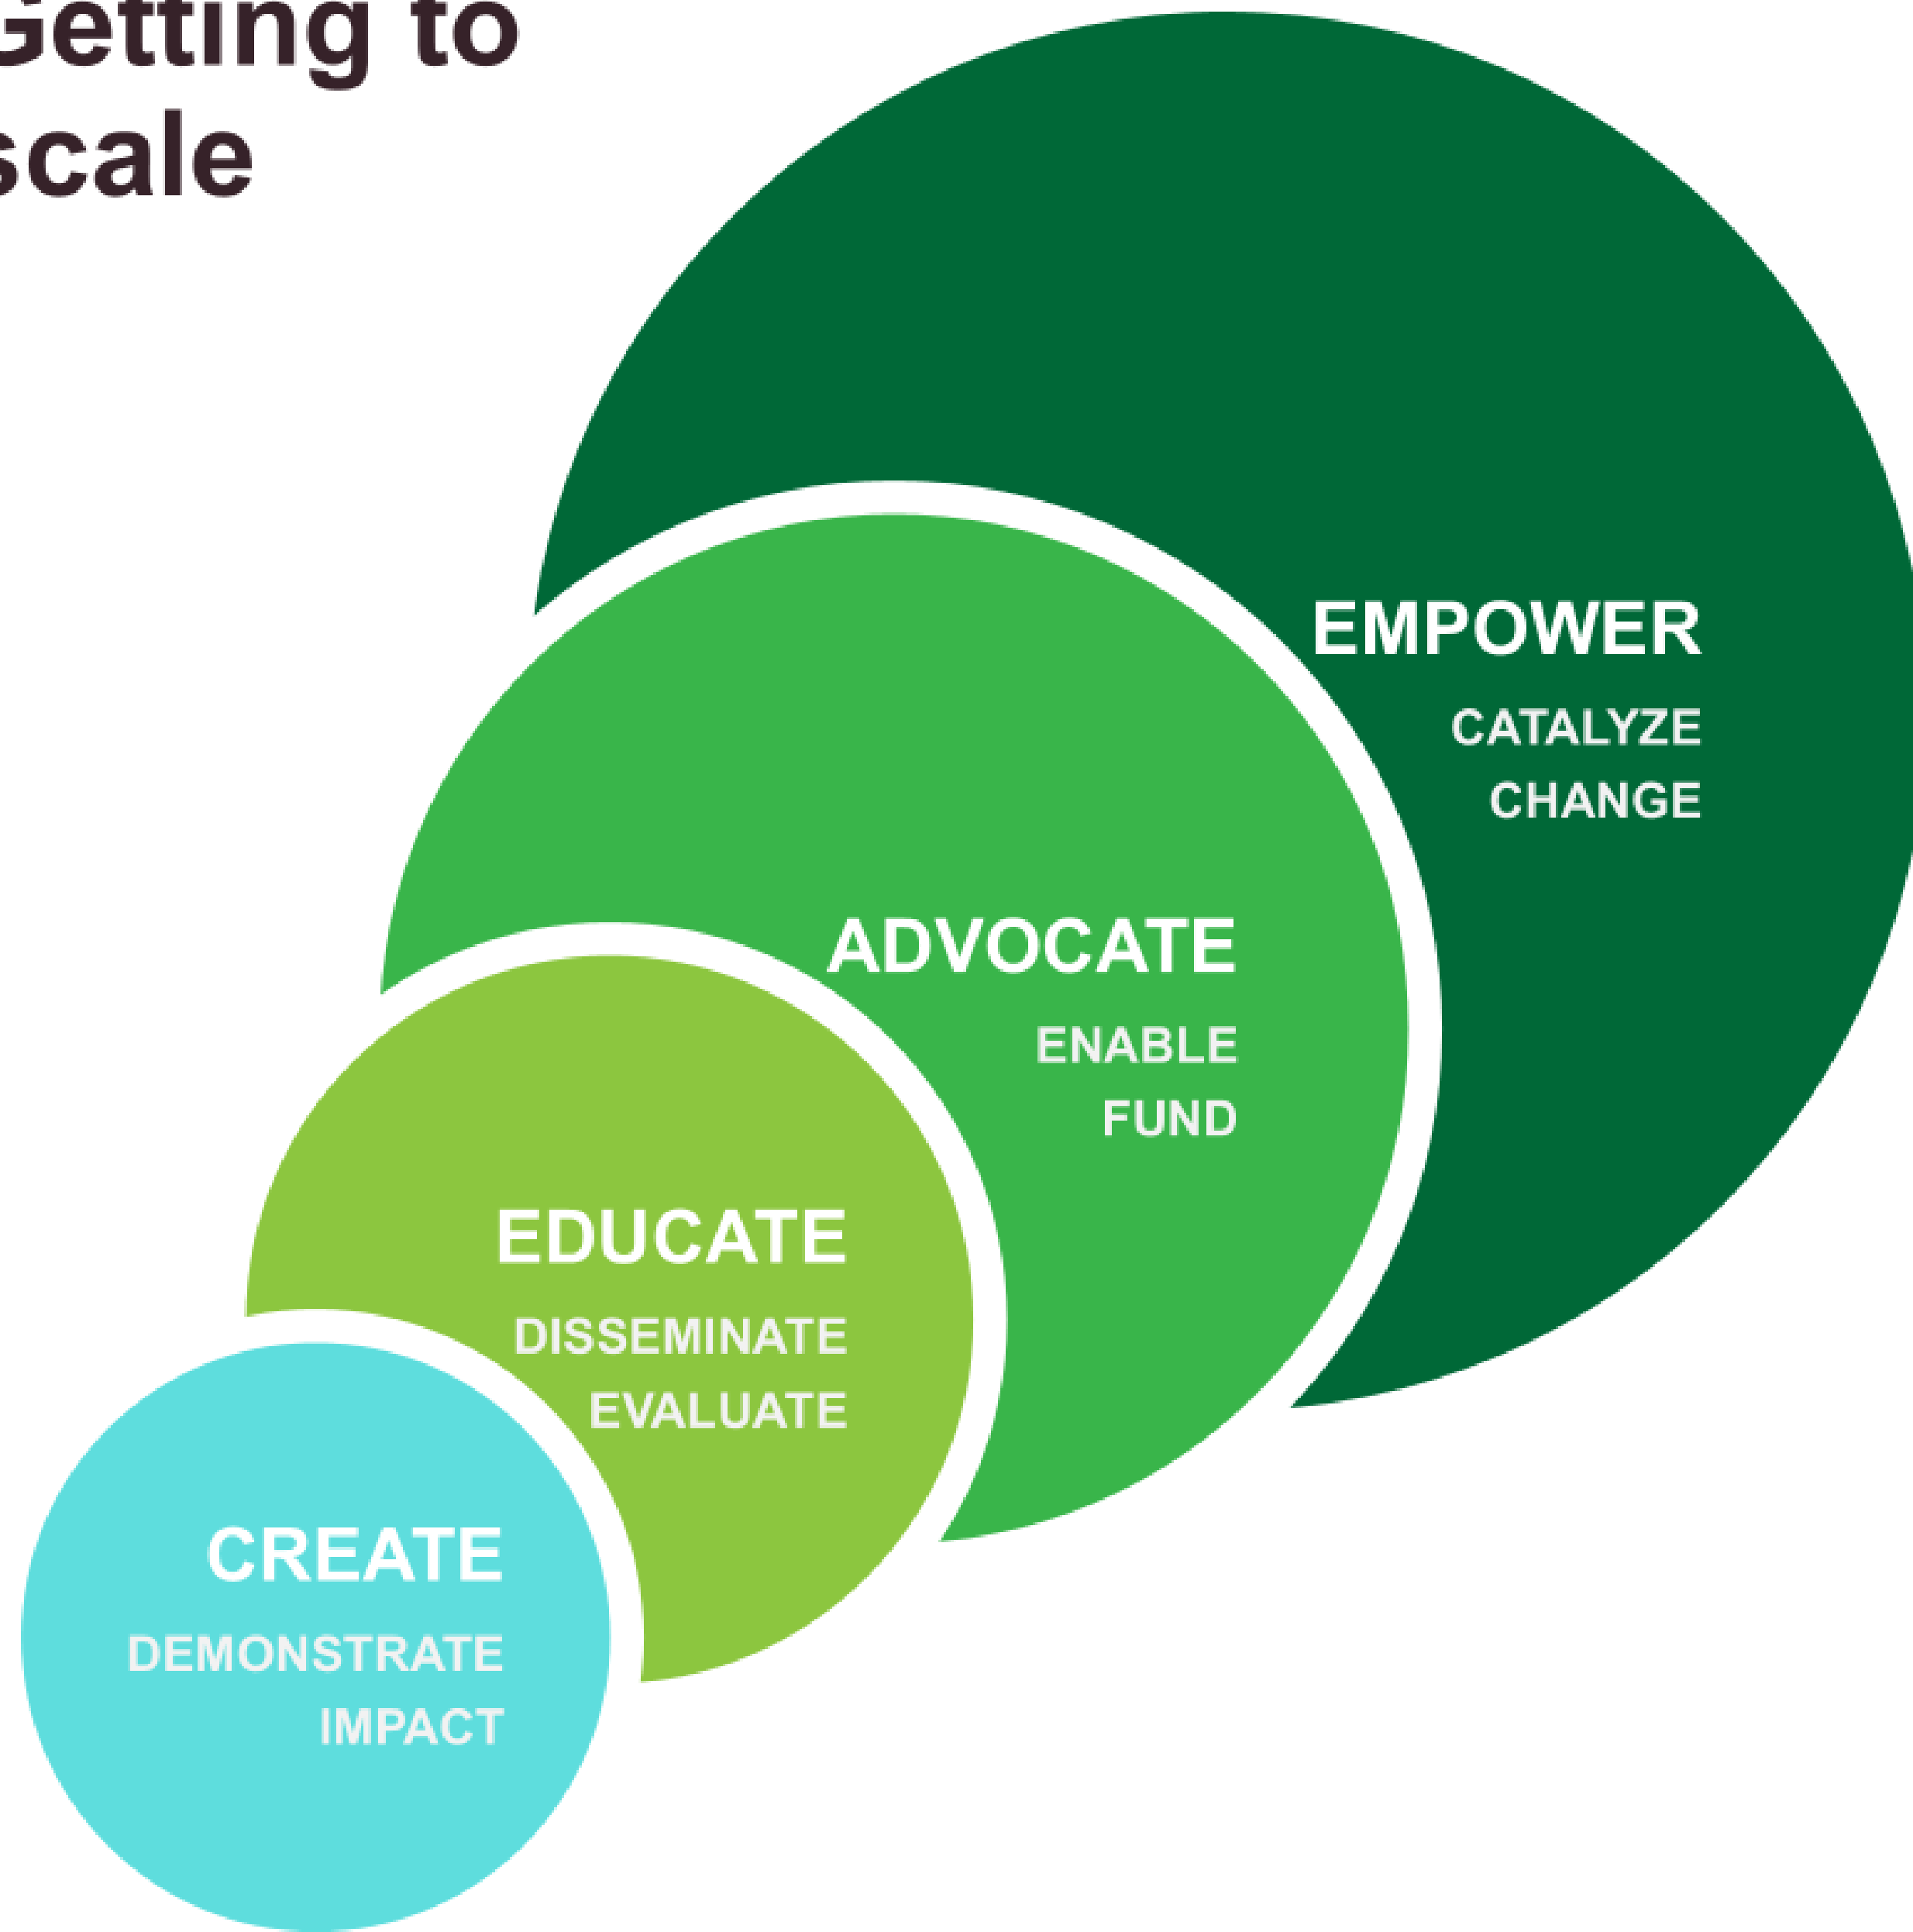 Getting to
scale
EMPOWER
CATALYZE
CHANGE
ADVOCATE
ENABLE
FUND
EDUCATE
DISSEMINATE
EVALUATE
CREATE
DEMONSTRATE
IMPACT